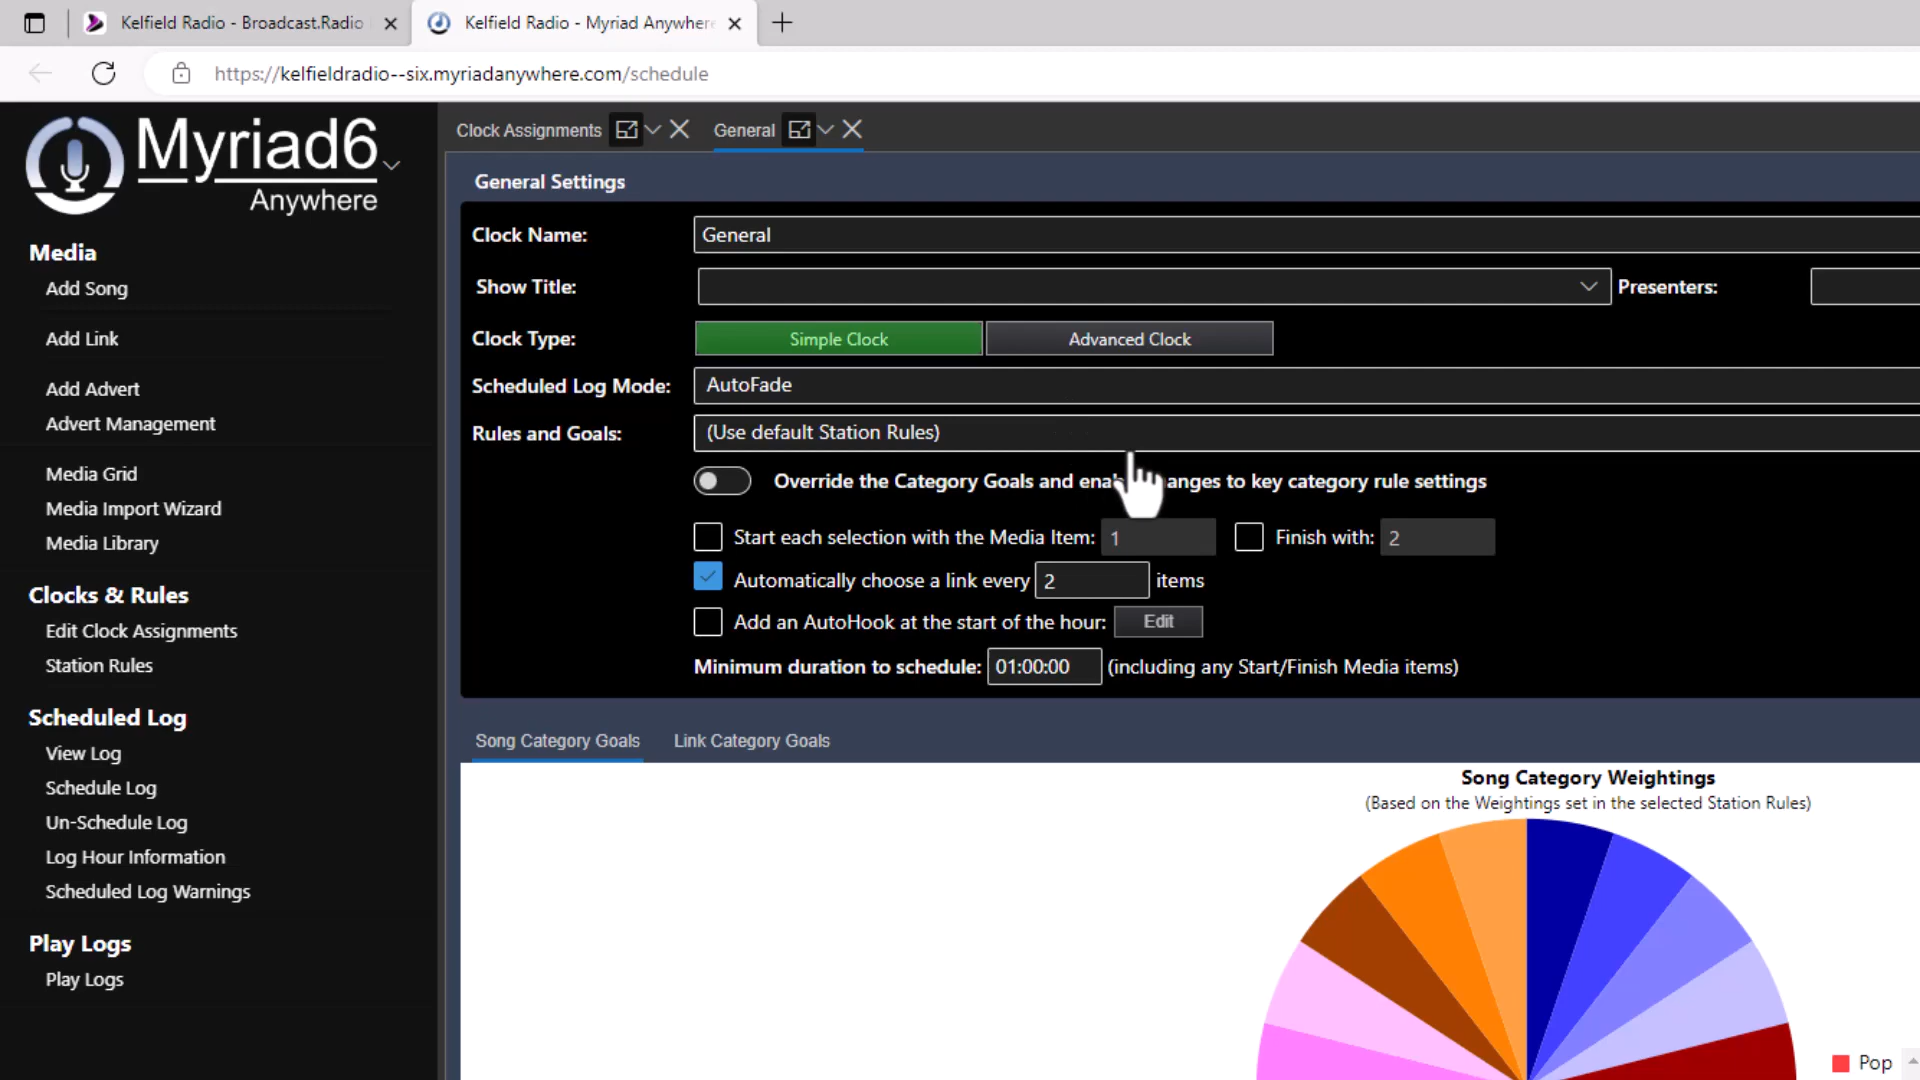 Kelfield Radio - Broadcast.Radio
Kelfield Radio - Myriad Anywhere
https://kelfieldradio--six.myriadanywhere.com/schedule
Myriad6
Anywhere
Media
Add Song
Add Link
Add Advert
Advert Management
Media Grid
Media Import Wizard
Media Library
Clocks & Rules
Edit Clock Assignments
Station Rules
Scheduled Log
View Log
Schedule Log
Un-Schedule Log
Log Hour Information
Scheduled Log Warnings
Play Logs
Play Logs
Clock Assignments
General
General Settings
Clock Name: General
Show Title: Presenters:
Clock Type: Simple Clock Advanced Clock
Scheduled Log Mode: AutoFade
Rules and Goals: (Use default Station Rules)
Override the Category Goals and ena anges to key category rule settings
Start each selection with the Media Item: 1 Finish with: 2
Automatically choose a link every 2 items
Add an AutoHook at the start of the hour: Edit
Minimum duration to schedule: 01:00:00 (including any Start/Finish Media items)
Song Category Goals Link Category Goals
Song Category Weightings
(Based on the Weightings set in the selected Station Rules)
Pop